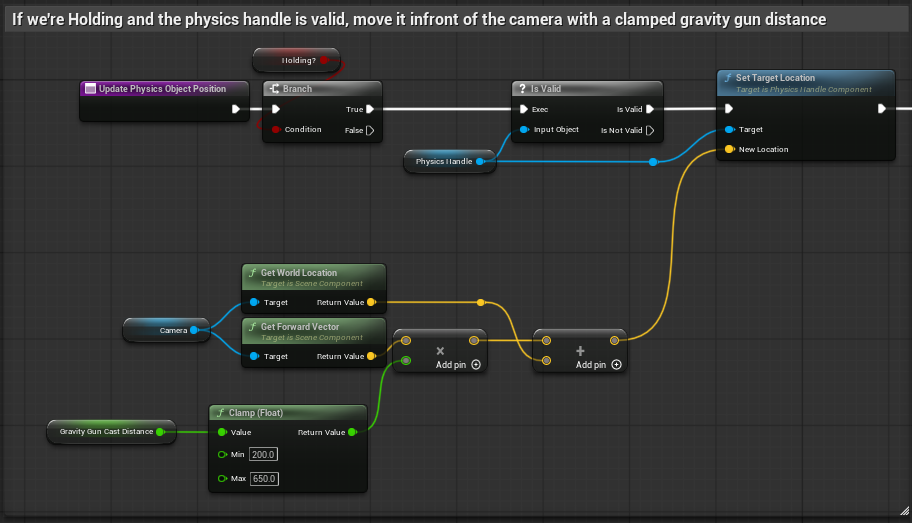 If we're Holding and the physics handle is valid, move it infront of the camera with a clamped gravity gun distance
Holding?
Update Physics Object Position
Branch
True
Condition
False
? Is Valid
Exec
Is Valid
Input Object
Is Not Valid
f Set Target Location
Target is Physics Handle Component
Target
New Location
Physics Handle
f Get World Location
Target is Scene Component
Target
Return Value
Camera
f Get Forward Vector
Target is Scene Component
Target
Return Value
×
Add pin
+
Add pin
Gravity Gun Cast Distance
f Clamp (Float)
Value
Return Value
Min 200.0
Max 650.0